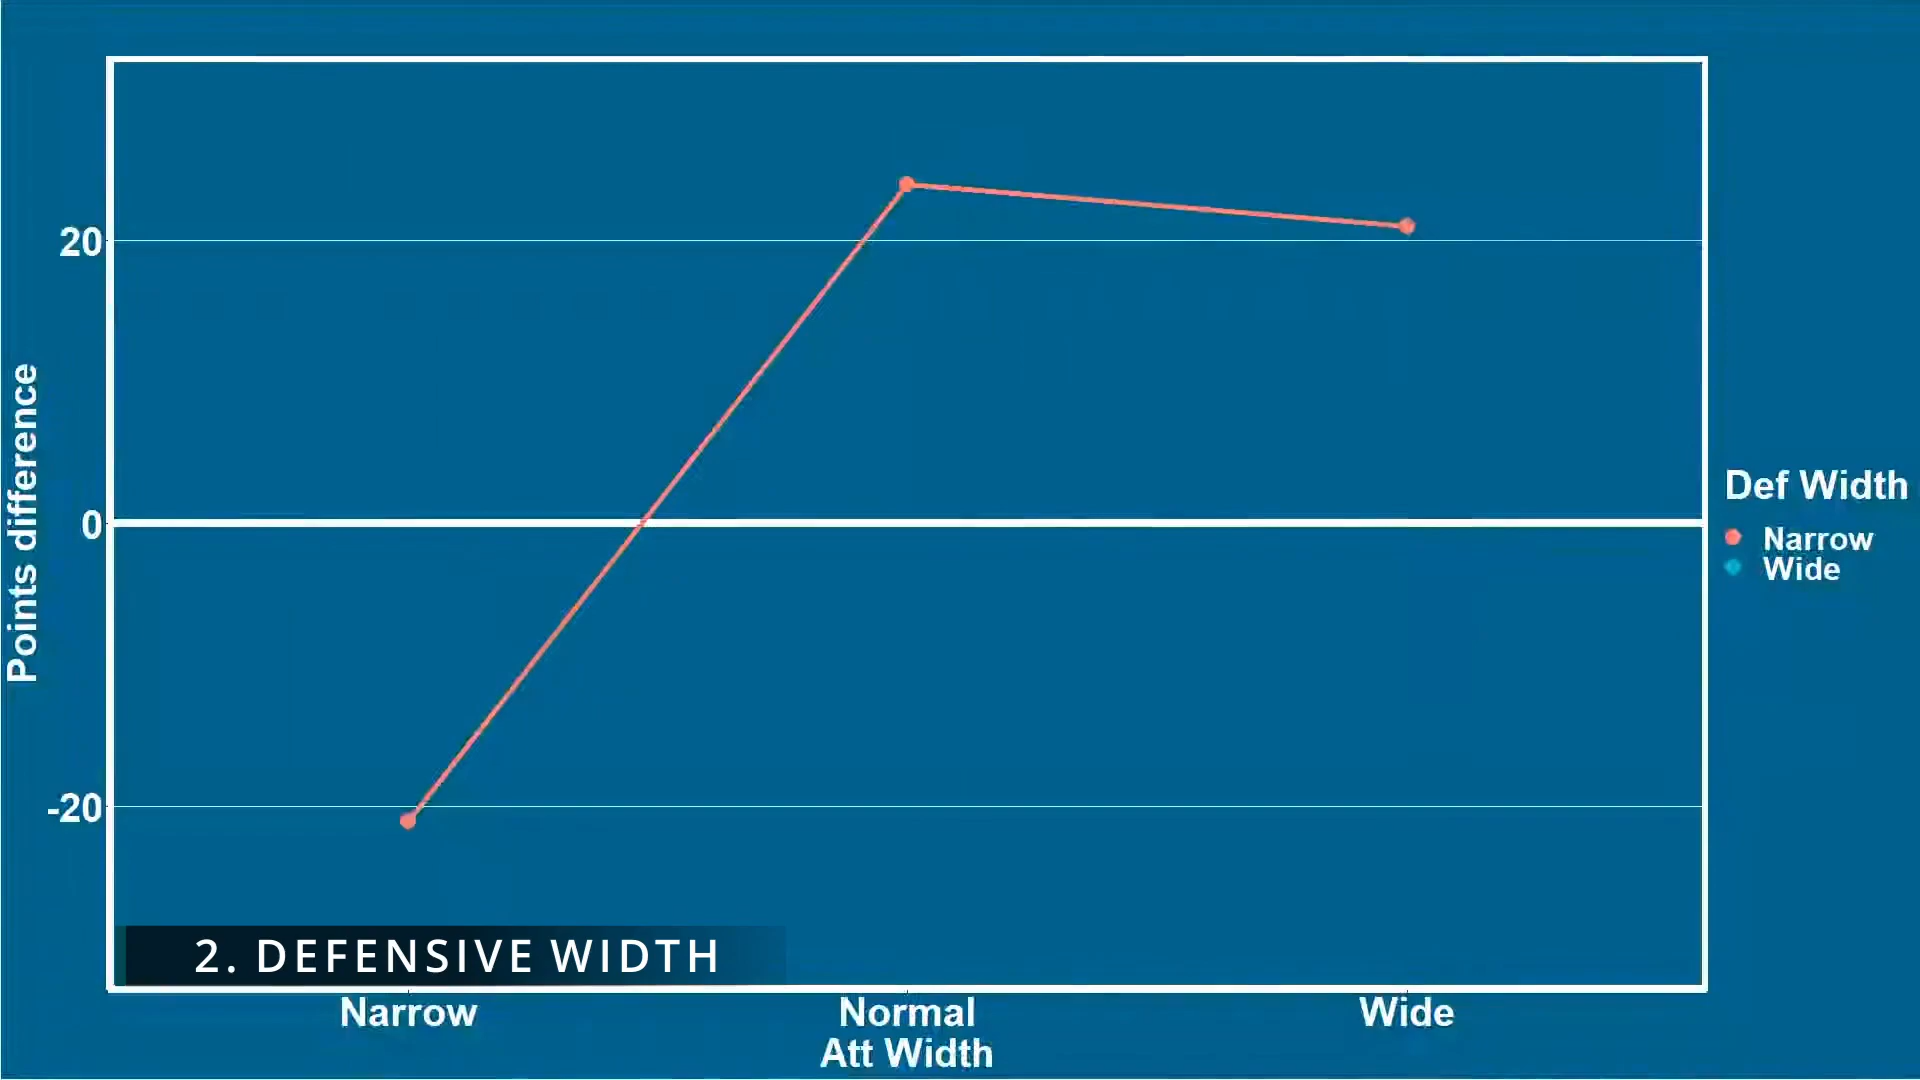 Points difference
20
0
-20
Def Width
Narrow
Wide
2. DEFENSIVE WIDTH
Narrow Normal Wide
Att Width